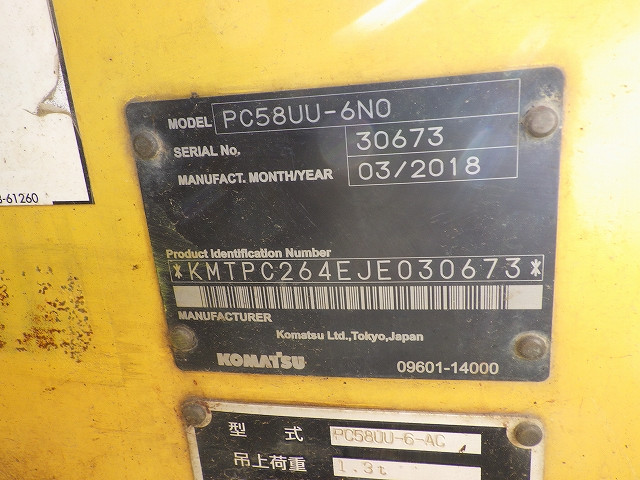 MODEL PC58UU-6N0
SERIAL No. 30673
MANUFACT. MONTH/YEAR 03/2018
-61260
Product Identification Number
*KMTPC264EJE030673*
MANUFACTURER
Komatsu Ltd.,Tokyo,Japan
KOMATSU 09601-14000
型 式 PC58UU-6-AC
吊上荷重 1.3t